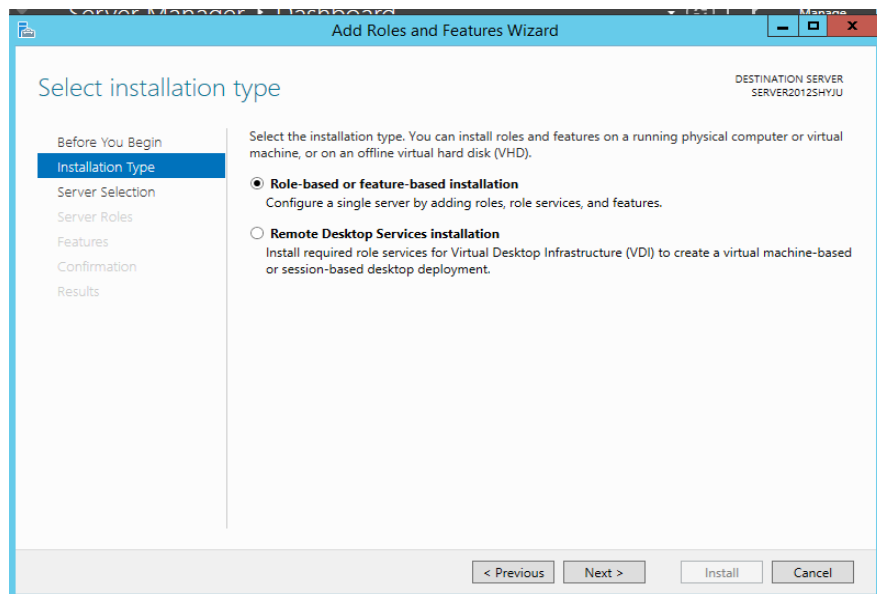 Server Manager ▸ Dashboard
Manage
Add Roles and Features Wizard
Select installation type
DESTINATION SERVER
SERVER2012SHYJU
Before You Begin
Installation Type
Server Selection
Server Roles
Features
Confirmation
Results
Select the installation type. You can install roles and features on a running physical computer or virtual
machine, or on an offline virtual hard disk (VHD).
Role-based or feature-based installation
Configure a single server by adding roles, role services, and features.
Remote Desktop Services installation
Install required role services for Virtual Desktop Infrastructure (VDI) to create a virtual machine-based
or session-based desktop deployment.
< Previous
Next >
Install
Cancel